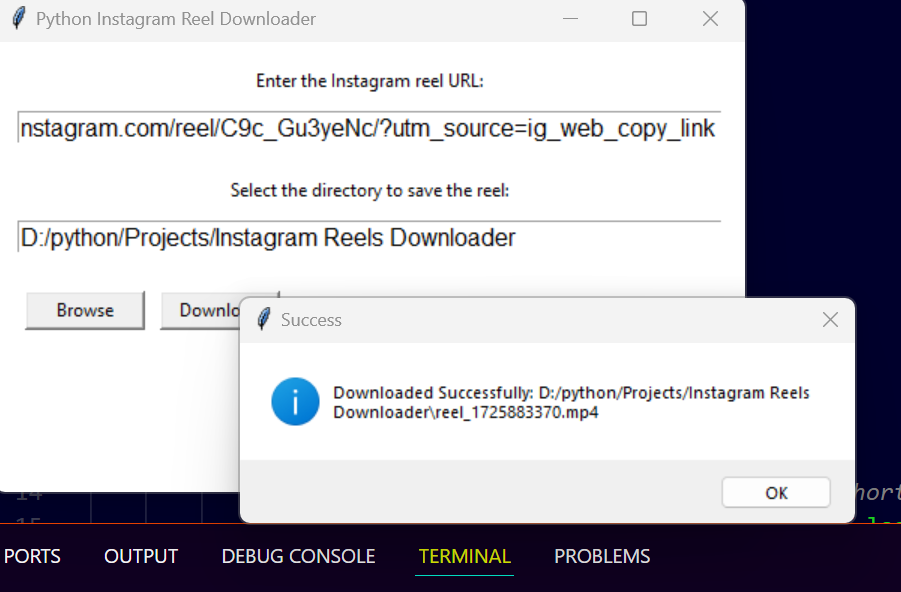 Python Instagram Reel Downloader
Enter the Instagram reel URL:
nstagram.com/reel/C9c_Gu3yeNc/?utm_source=ig_web_copy_link
Select the directory to save the reel:
D:/python/Projects/Instagram Reels Downloader
Browse
Downlo
Success
Downloaded Successfully: D:/python/Projects/Instagram Reels
Downloader\reel_1725883370.mp4
OK
14
hort
15
PORTS
OUTPUT
DEBUG CONSOLE
TERMINAL
PROBLEMS